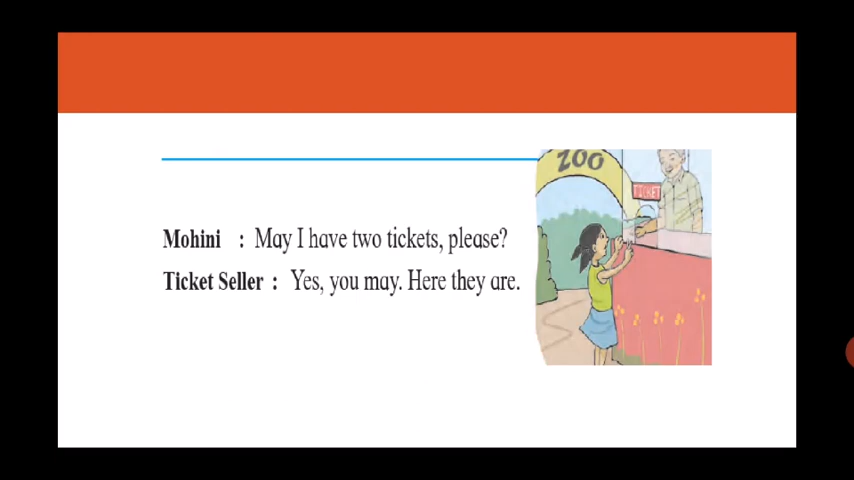 ZOO
TICKET
Mohini : May I have two tickets, please?
Ticket Seller : Yes, you may. Here they are.